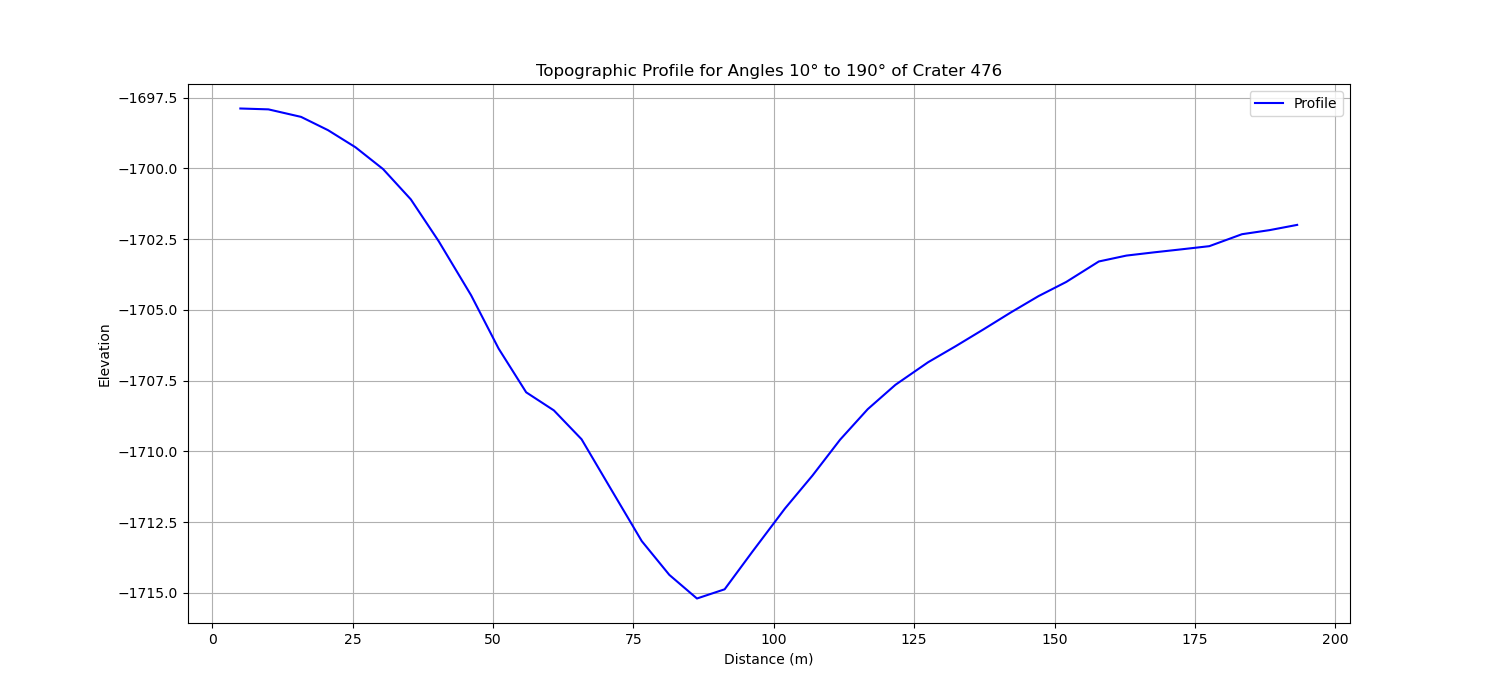 Topographic Profile for Angles 10° to 190° of Crater 476
Profile
−1697.5
−1700.0
−1702.5
−1705.0
−1707.5
−1710.0
−1712.5
−1715.0
Elevation
0 25 50 75 100 125 150 175 200
Distance (m)